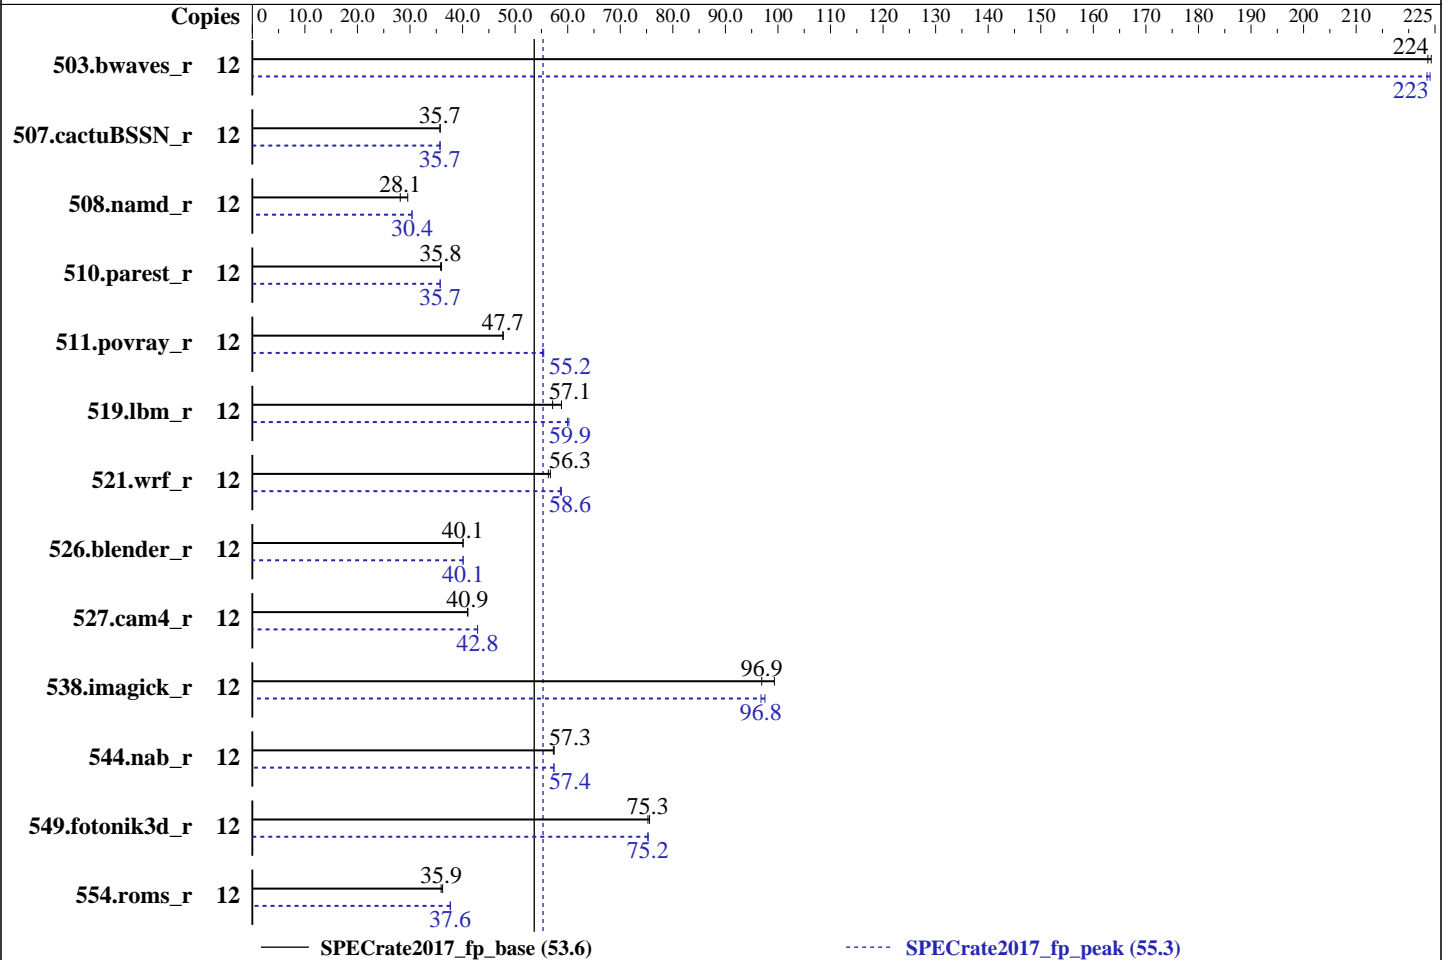 Copies 0 10.0 20.0 30.0 40.0 50.0 60.0 70.0 80.0 90.0 100 110 120 130 140 150 160 170 180 190 200 210 225
224
503.bwaves_r 12
223
35.7
507.cactuBSSN_r 12
35.7
28.1
508.namd_r 12
30.4
35.8
510.parest_r 12
35.7
47.7
511.povray_r 12
55.2
57.1
519.lbm_r 12
59.9
56.3
521.wrf_r 12
58.6
40.1
526.blender_r 12
40.1
40.9
527.cam4_r 12
42.8
96.9
538.imagick_r 12
96.8
57.3
544.nab_r 12
57.4
75.3
549.fotonik3d_r 12
75.2
35.9
554.roms_r 12
37.6
SPECrate2017_fp_base (53.6) SPECrate2017_fp_peak (55.3)